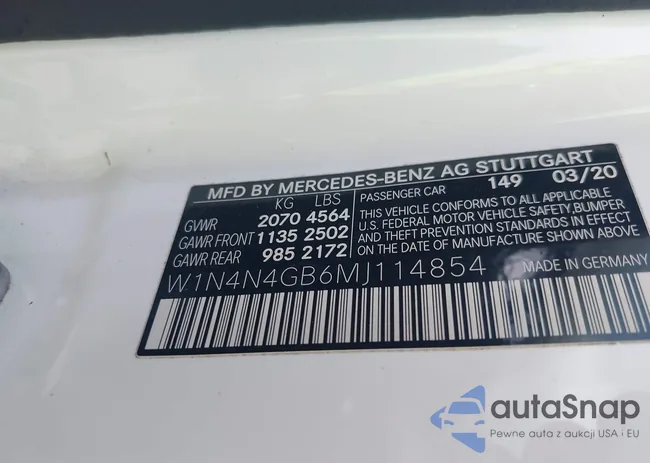 MFD BY MERCEDES-BENZ AG STUTTGART
KG LBS PASSENGER CAR 149 03/20
GVWR 2070 4564
GAWR FRONT 1135 2502
GAWR REAR 985 2172
THIS VEHICLE CONFORMS TO ALL APPLICABLE
U.S. FEDERAL MOTOR VEHICLE SAFETY, BUMPER
AND THEFT PREVENTION STANDARDS IN EFFECT
ON THE DATE OF MANUFACTURE SHOWN ABOVE
W1N4N4GB6MJ114854 MADE IN GERMANY
autaSnap
Pewne auta z aukcji USA i EU